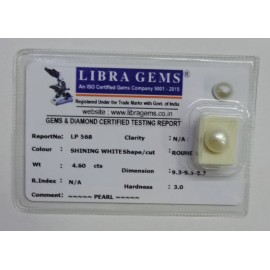 LIBRA GEMS®
An ISO Certified Gems Company 9001 - 2015
Registered Under the Trade Marks with Govt. of India
website : www.libragems.co.in
GEMS & DIAMOND CERTIFIED TESTING REPORT
ReportNo: LP 568 Clarity : N/A
Colour : SHINING WHITE Shape/cut : ROUND
Wt : 4.60 cts Dimension :
R.Index : N/A Hardness : 3.0
Comment : ----- PEARL -----